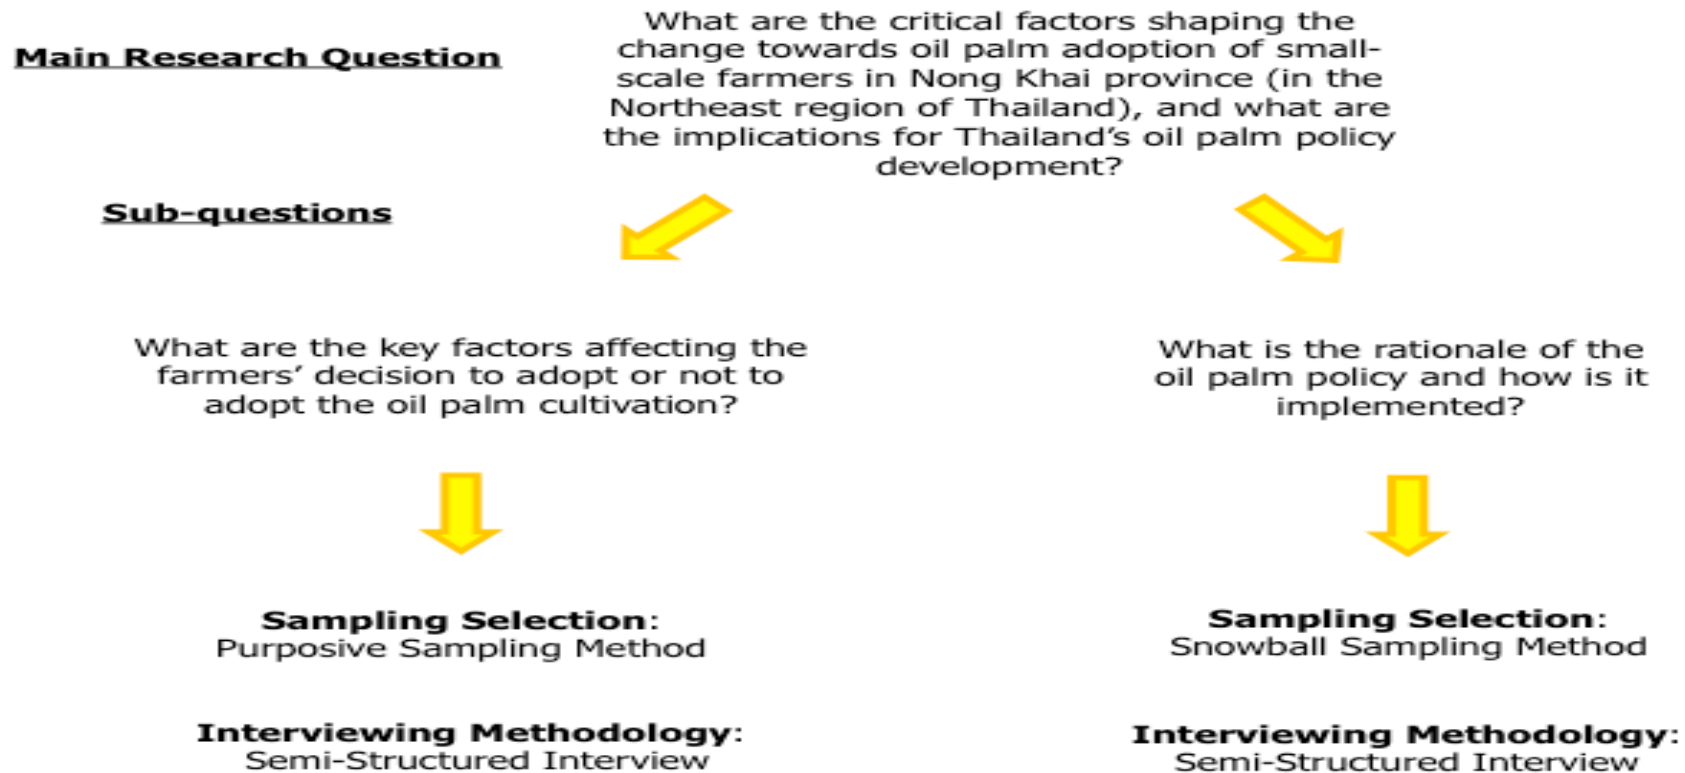 Main Research Question
What are the critical factors shaping the
change towards oil palm adoption of small-
scale farmers in Nong Khai province (in the
Northeast region of Thailand), and what are
the implications for Thailand’s oil palm policy
development?
Sub-questions
What are the key factors affecting the
farmers’ decision to adopt or not to
adopt the oil palm cultivation?
What is the rationale of the
oil palm policy and how is it
implemented?
Sampling Selection:
Purposive Sampling Method
Sampling Selection:
Snowball Sampling Method
Interviewing Methodology:
Semi-Structured Interview
Interviewing Methodology:
Semi-Structured Interview